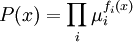 P(x) = ∏_i μ_i^{f_i(x)}